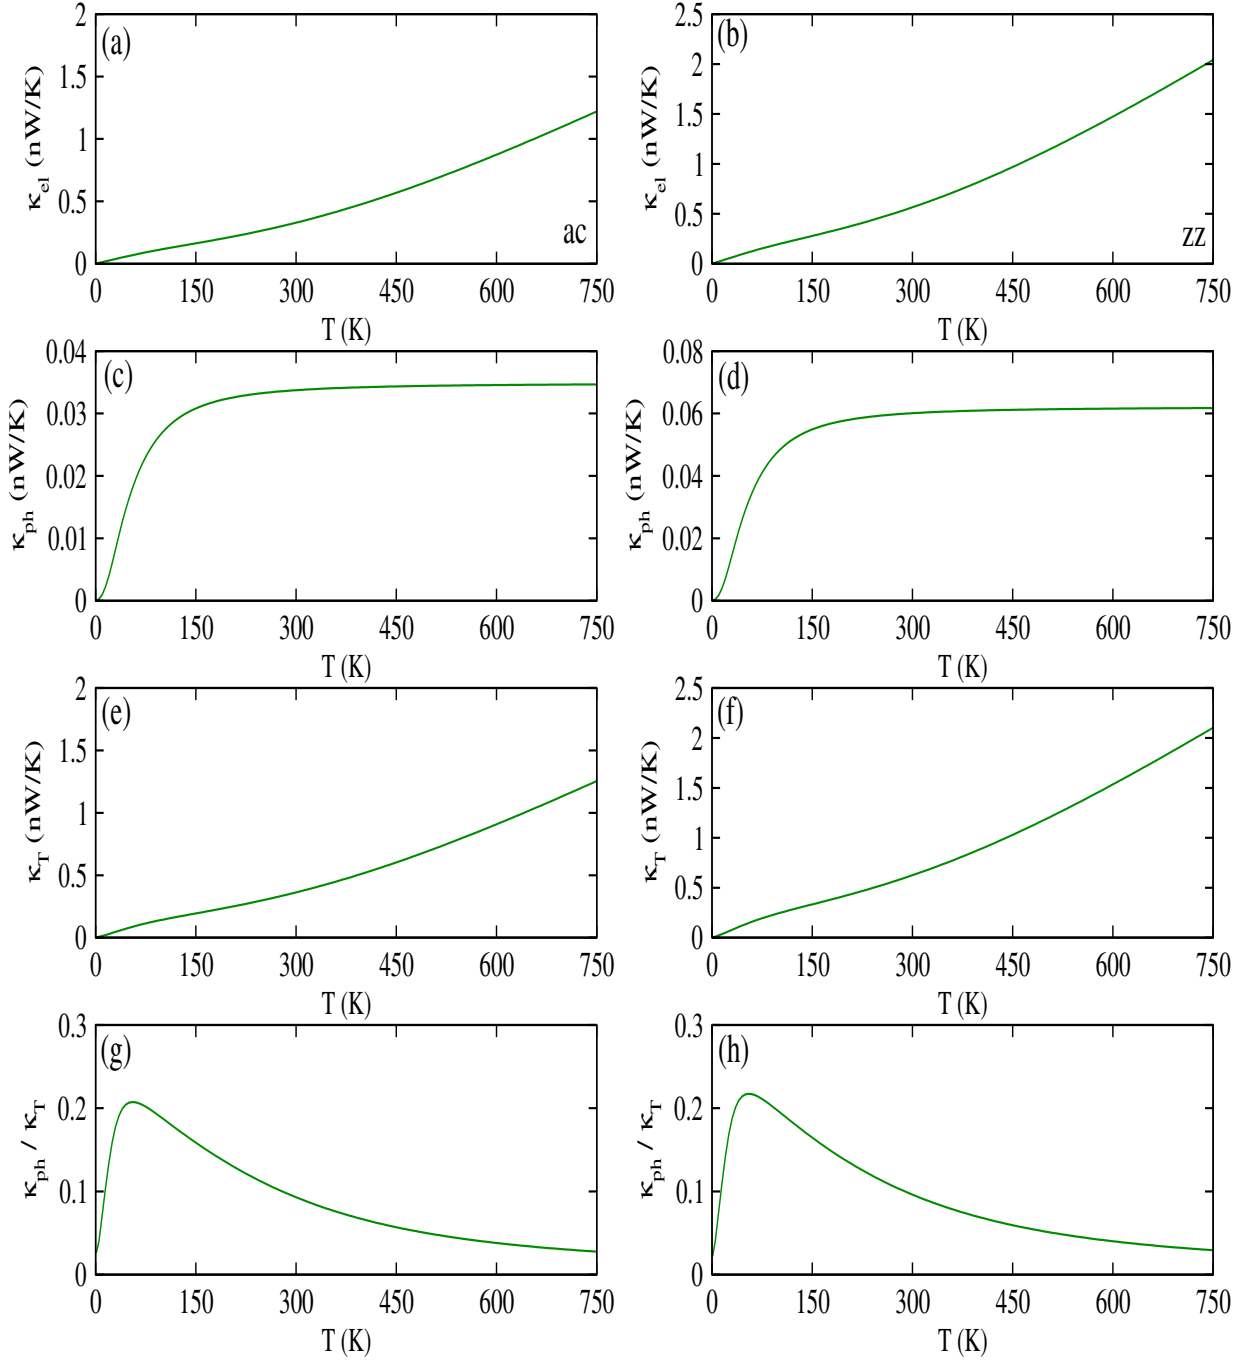 (a)
2
1.5
1
0.5
0
κel (nW/K)
ac
0 150 300 450 600 750
T (K)
(b)
2.5
2
1.5
1
0.5
0
κel (nW/K)
zz
0 150 300 450 600 750
T (K)
(c)
0.04
0.03
0.02
0.01
0
κph (nW/K)
0 150 300 450 600 750
T (K)
(d)
0.08
0.06
0.04
0.02
0
κph (nW/K)
0 150 300 450 600 750
T (K)
(e)
2
1.5
1
0.5
0
κT (nW/K)
0 150 300 450 600 750
T (K)
(f)
2.5
2
1.5
1
0.5
0
κT (nW/K)
0 150 300 450 600 750
T (K)
(g)
0.3
0.2
0.1
0
κph / κT
0 150 300 450 600 750
T (K)
(h)
0.3
0.2
0.1
0
κph / κT
0 150 300 450 600 750
T (K)